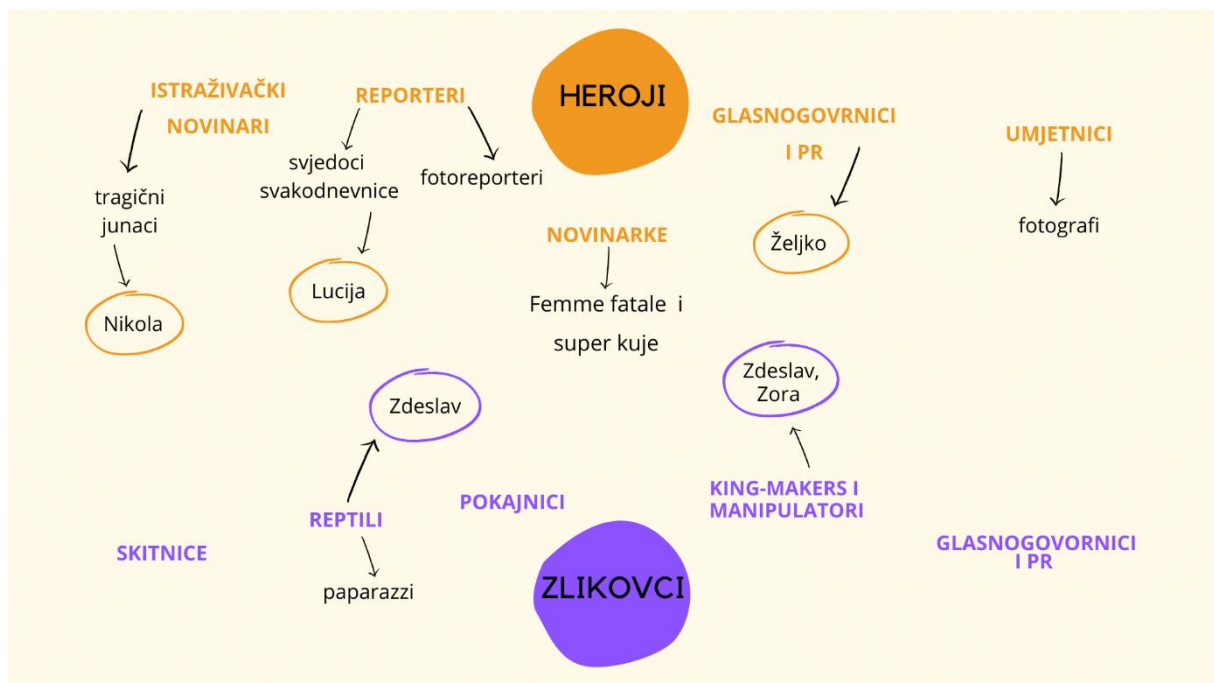 HEROJI
ISTRAŽIVAČKI
NOVINARI
REPORTERI
GLASNOGOVRNICI
I PR
UMJETNICI
tragični
junaci
svjedoci
svakodnevnice
fotoreporteri
fotografi
NOVINARKE
Željko
Nikola
Lucija
Femme fatale i
super kuje
Zdeslav
Zdeslav,
Zora
REPTILI
POKAJNICI
KING-MAKERS I
MANIPULATORI
SKITNICE
GLASNOGOVORNICI
I PR
paparazzi
ZLIKOVCI